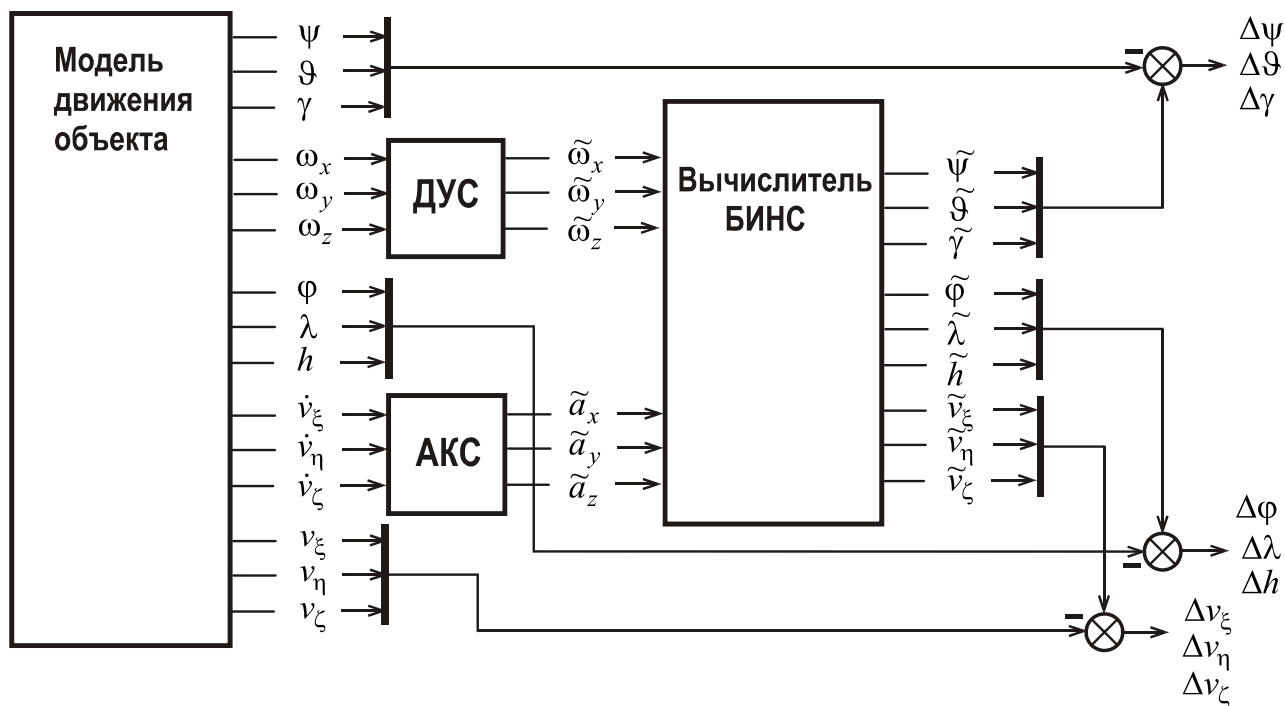 Модель
движения
объекта
ψ
ϑ
γ
ω_x
ω_y
ω_z
φ
λ
h
v̇_ξ
v̇_η
v̇_ζ
v_ξ
v_η
v_ζ
ДУС
АКС
ω̃_x
ω̃_y
ω̃_z
ã_x
ã_y
ã_z
Вычислитель
БИНС
ψ̃
ϑ̃
γ̃
φ̃
λ̃
h̃
ṽ_ξ
ṽ_η
ṽ_ζ
−
Δψ
Δϑ
Δγ
−
Δφ
Δλ
Δh
−
Δv_ξ
Δv_η
Δv_ζ